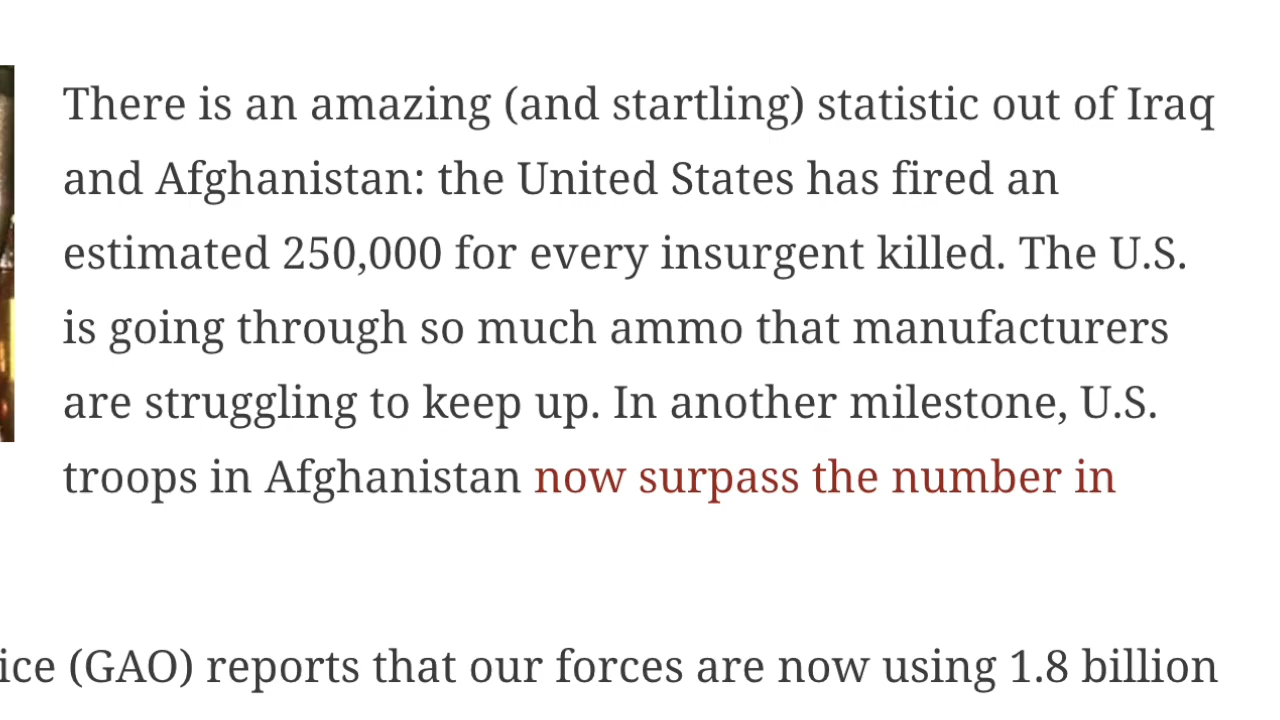 There is an amazing (and startling) statistic out of Iraq
and Afghanistan: the United States has fired an
estimated 250,000 for every insurgent killed. The U.S.
is going through so much ammo that manufacturers
are struggling to keep up. In another milestone, U.S.
troops in Afghanistan now surpass the number in
ice (GAO) reports that our forces are now using 1.8 billion